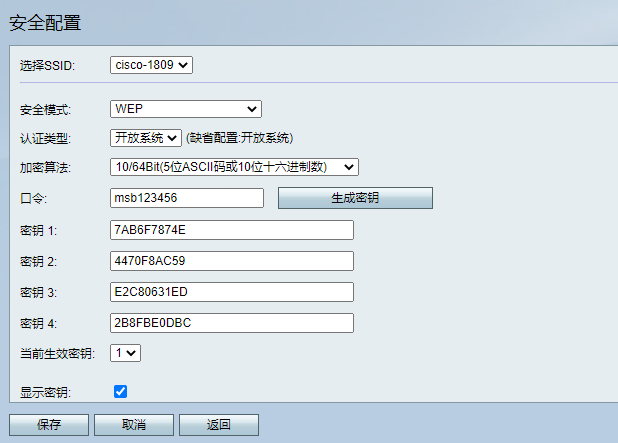 安全配置
选择SSID: cisco-1809
安全模式: WEP
认证类型: 开放系统 (缺省配置:开放系统)
加密算法: 10/64Bit(5位ASCII码或10位十六进制数)
口令: msb123456 生成密钥
密钥 1: 7AB6F7874E
密钥 2: 4470F8AC59
密钥 3: E2C80631ED
密钥 4: 2B8FBE0DBC
当前生效密钥: 1
显示密钥:
保存 取消 返回